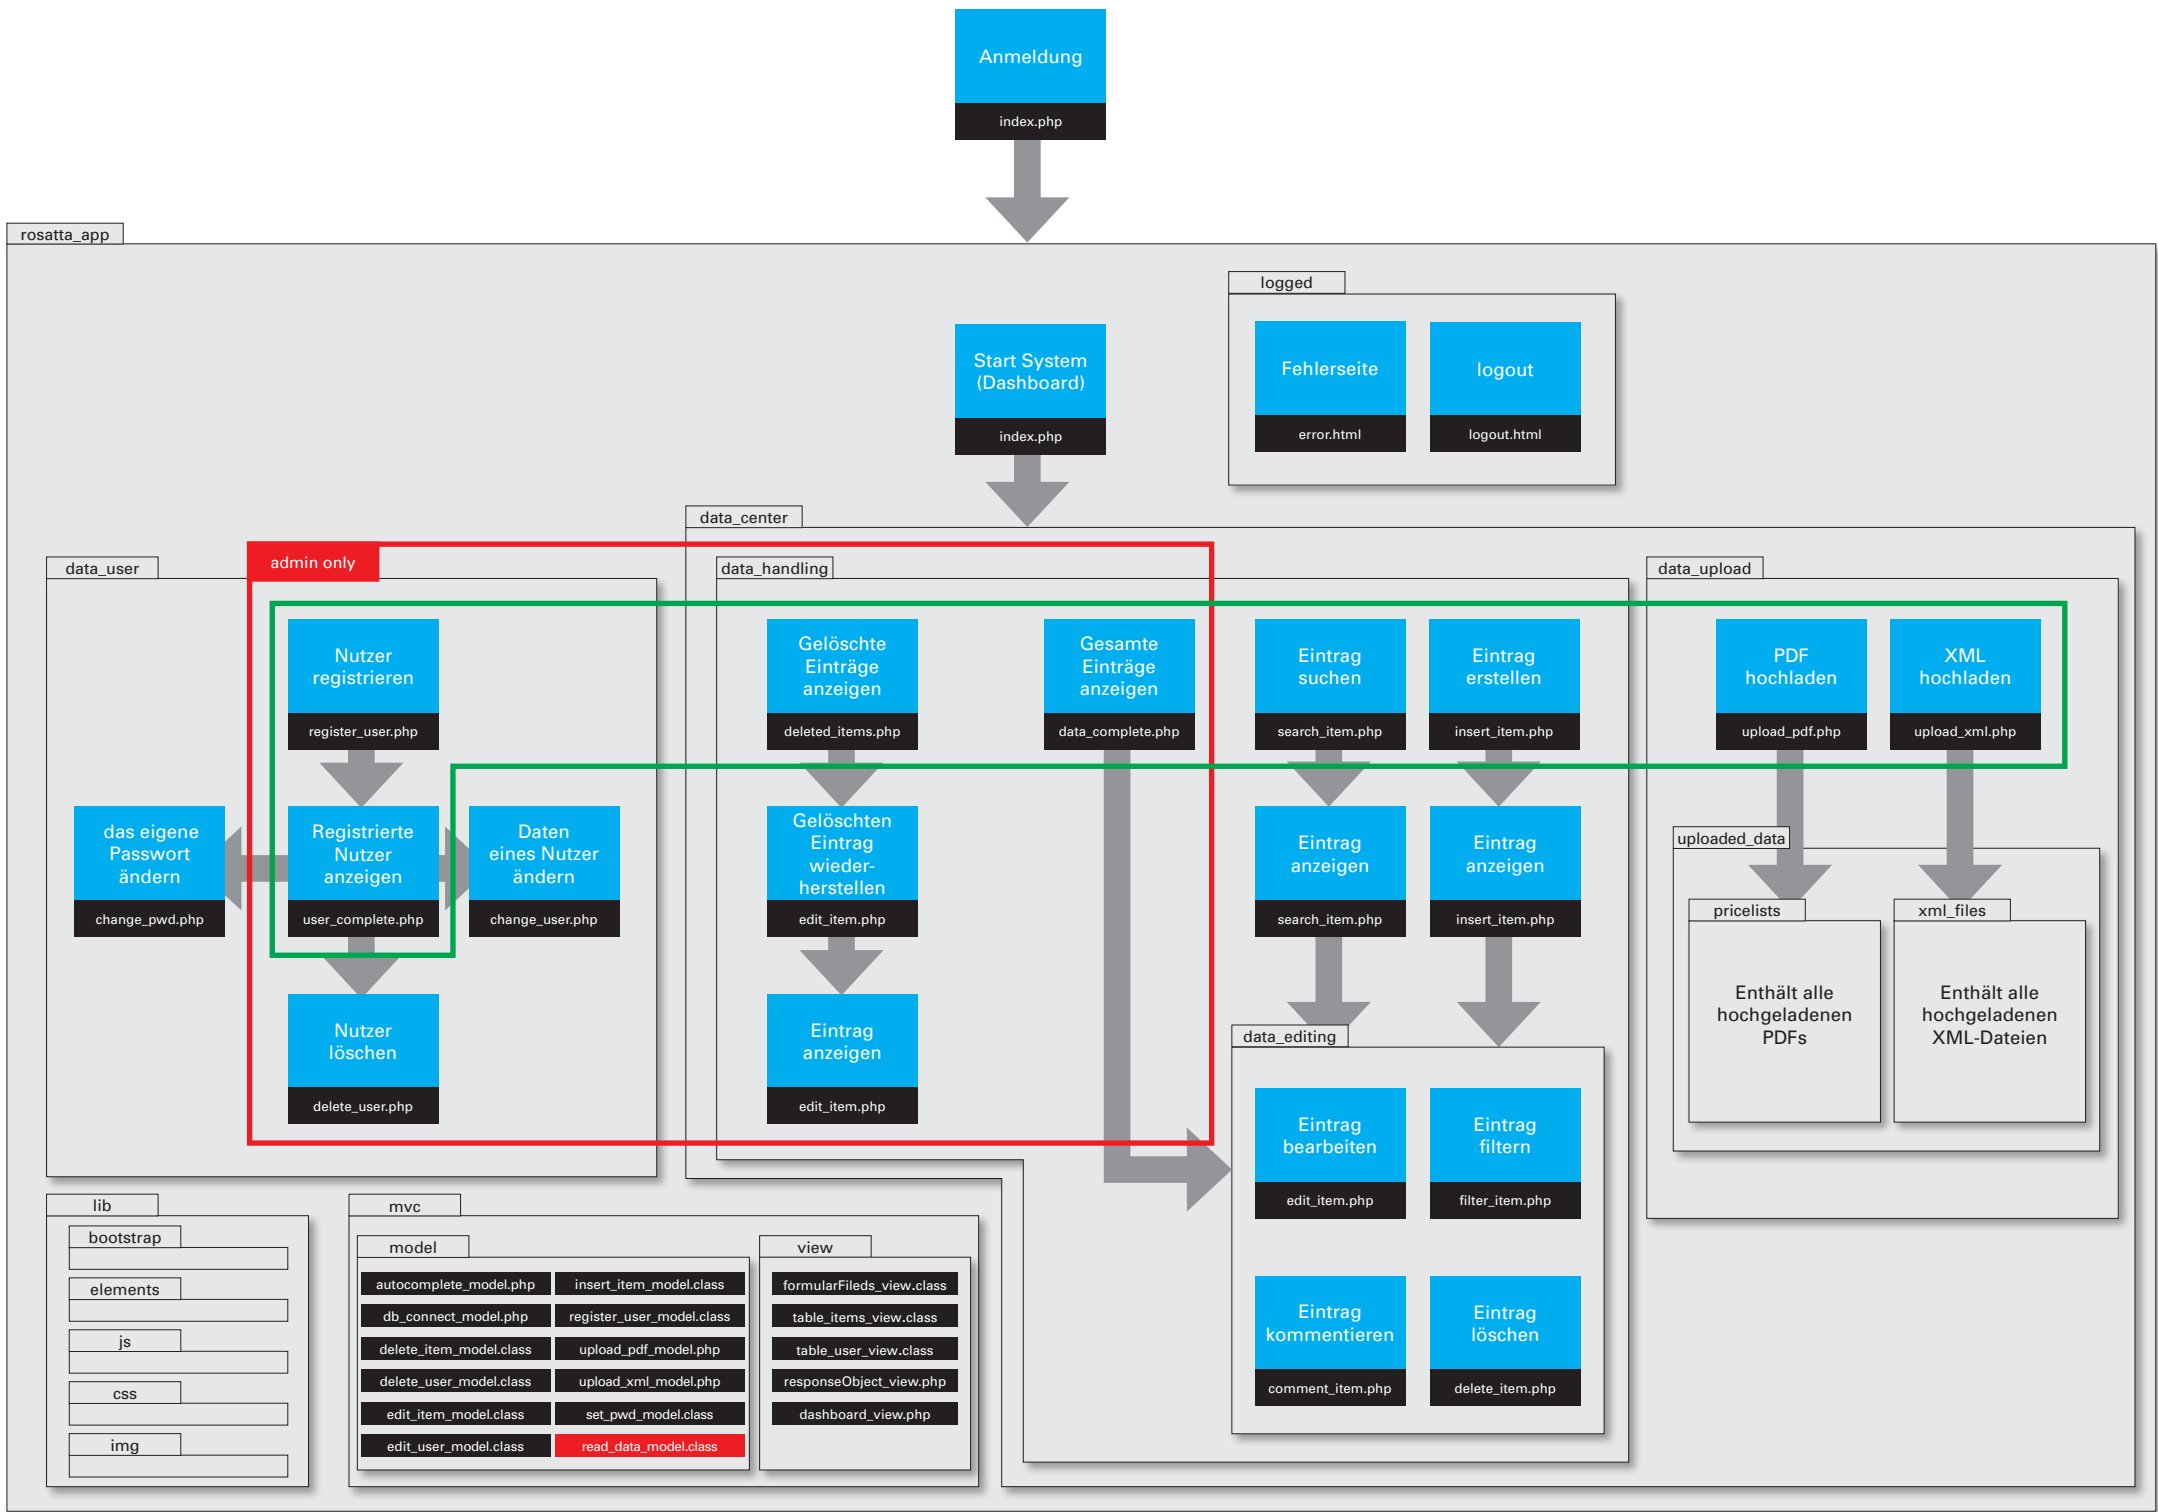 Anmeldung
index.php
rosatta_app
logged
Start System
(Dashboard)
index.php
Fehlerseite
error.html
logout
logout.html
data_center
data_user
admin only
data_handling
data_upload
Nutzer
registrieren
register_user.php
Gelöschte
Einträge
anzeigen
deleted_items.php
Gesamte
Einträge
anzeigen
data_complete.php
Eintrag
suchen
search_item.php
Eintrag
erstellen
insert_item.php
PDF
hochladen
upload_pdf.php
XML
hochladen
upload_xml.php
das eigene
Passwort
ändern
change_pwd.php
Registrierte
Nutzer
anzeigen
user_complete.php
Daten
eines Nutzer
ändern
change_user.php
Gelöschten
Eintrag
wieder-
herstellen
edit_item.php
Eintrag
anzeigen
search_item.php
Eintrag
anzeigen
insert_item.php
uploaded_data
pricelists
Enthält alle
hochgeladenen
PDFs
xml_files
Enthält alle
hochgeladenen
XML-Dateien
Nutzer
löschen
delete_user.php
Eintrag
anzeigen
edit_item.php
data_editing
Eintrag
bearbeiten
edit_item.php
Eintrag
filtern
filter_item.php
Eintrag
kommentieren
comment_item.php
Eintrag
löschen
delete_item.php
lib
bootstrap
elements
js
css
img
mvc
model
autocomplete_model.php
db_connect_model.php
delete_item_model.class
delete_user_model.class
edit_item_model.class
edit_user_model.class
insert_item_model.class
register_user_model.class
upload_pdf_model.php
upload_xml_model.php
set_pwd_model.class
read_data_model.class
view
formularFileds_view.class
table_items_view.class
table_user_view.class
responseObject_view.php
dashboard_view.php